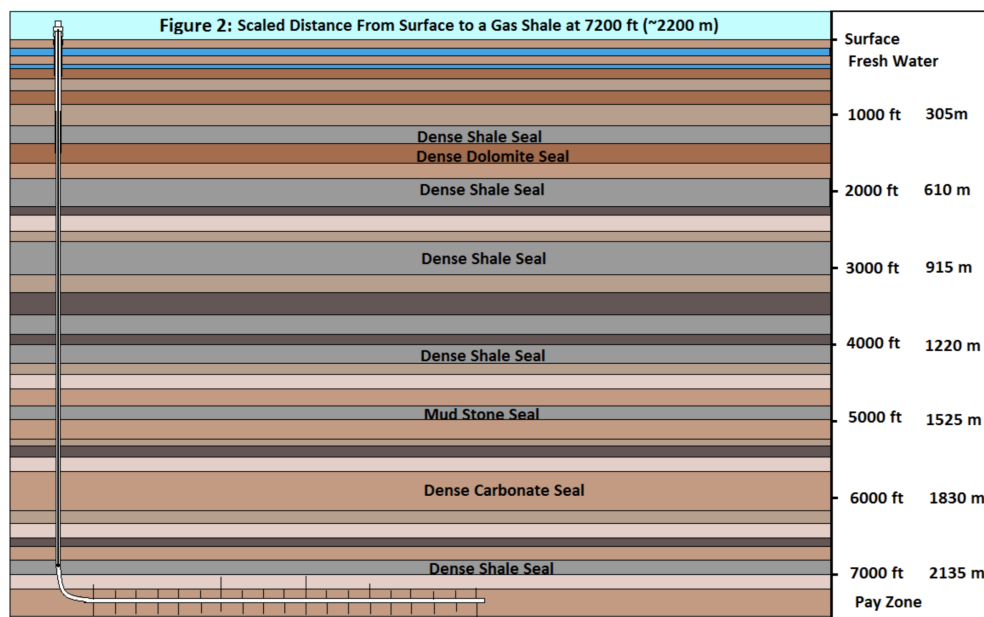 Figure 2: Scaled Distance From Surface to a Gas Shale at 7200 ft (~2200 m)
Surface
Fresh Water
1000 ft 305m
Dense Shale Seal
Dense Dolomite Seal
Dense Shale Seal
2000 ft 610 m
Dense Shale Seal
3000 ft 915 m
4000 ft 1220 m
Dense Shale Seal
Mud Stone Seal
5000 ft 1525 m
Dense Carbonate Seal
6000 ft 1830 m
Dense Shale Seal
7000 ft 2135 m
Pay Zone